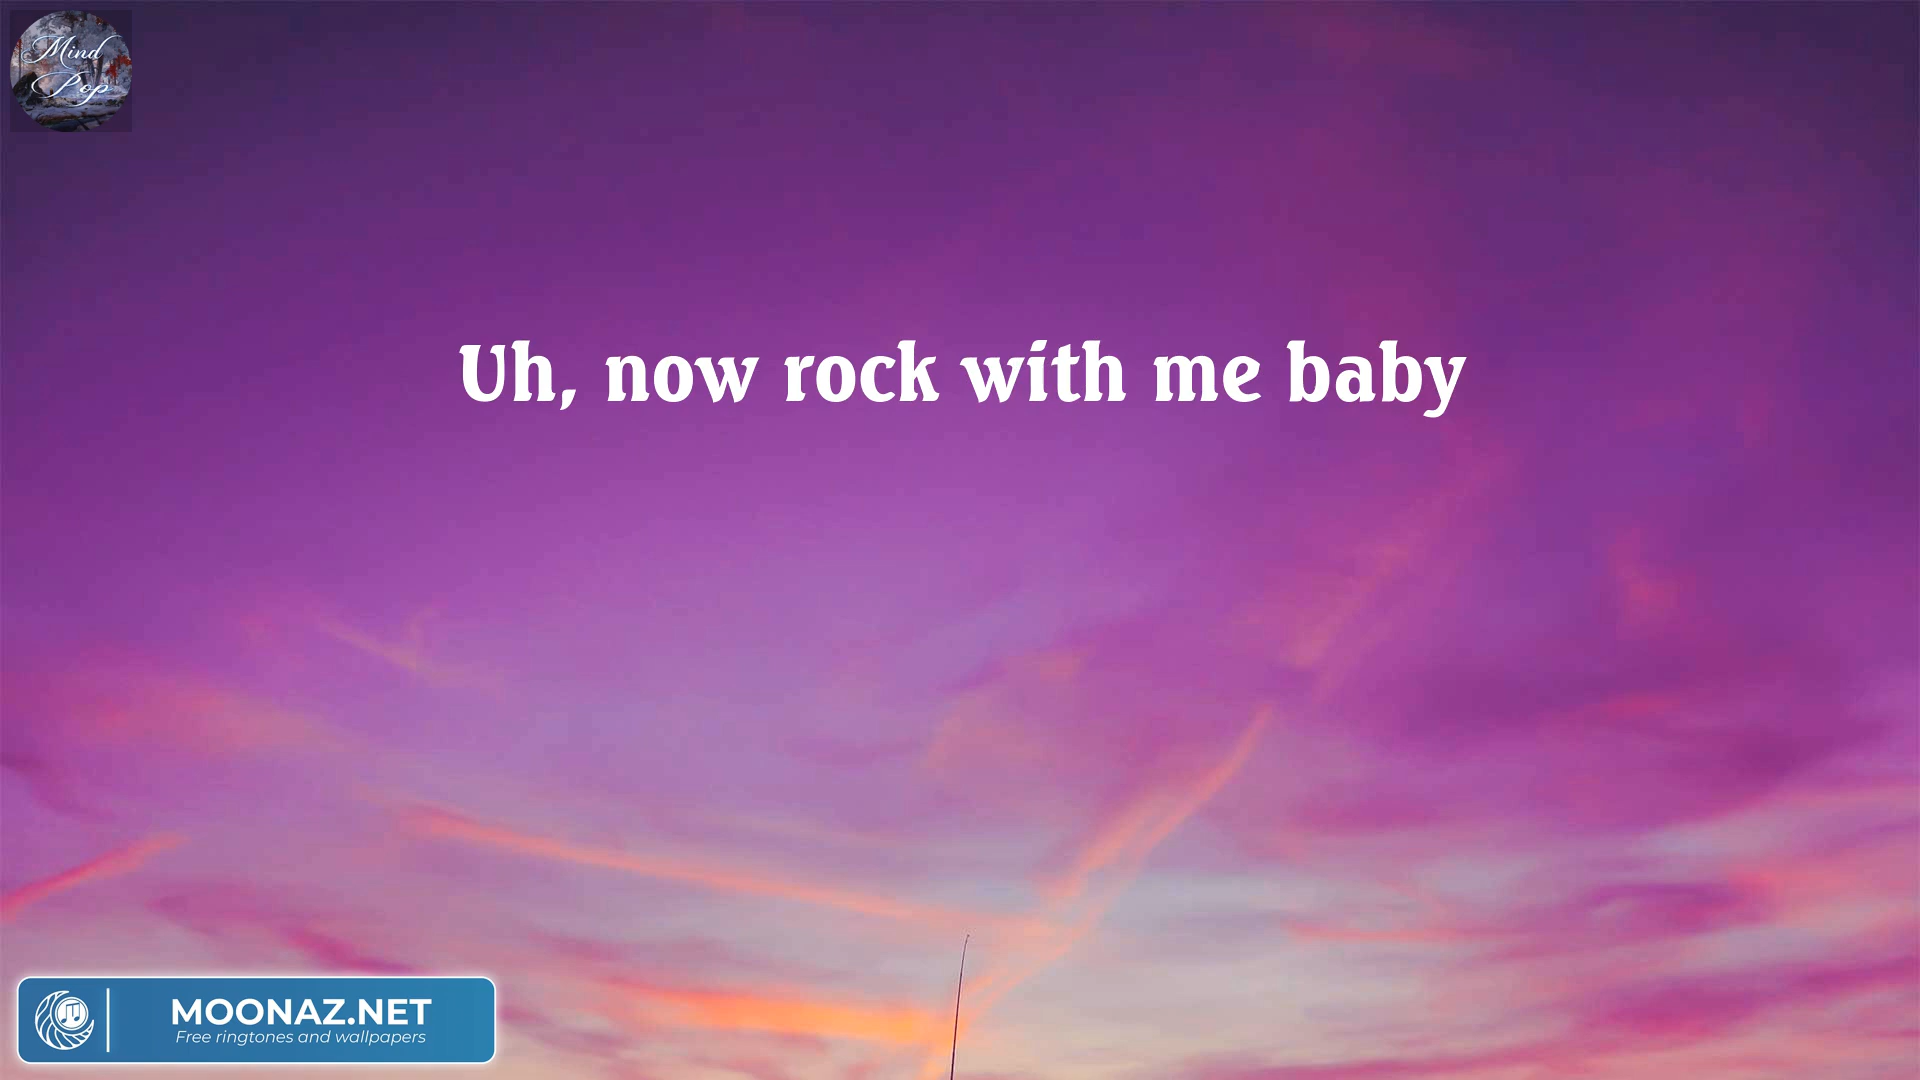 Mind
Pop
Uh, now rock with me baby
MOONAZ.NET
Free ringtones and wallpapers